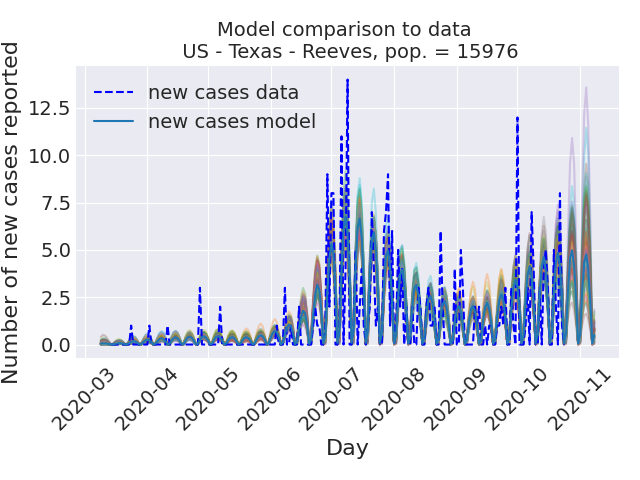 Model comparison to data
US - Texas - Reeves, pop. = 15976
new cases data
new cases model
Number of new cases reported
12.5
10.0
7.5
5.0
2.5
0.0
2020-03
2020-04
2020-05
2020-06
2020-07
2020-08
2020-09
2020-10
2020-11
Day